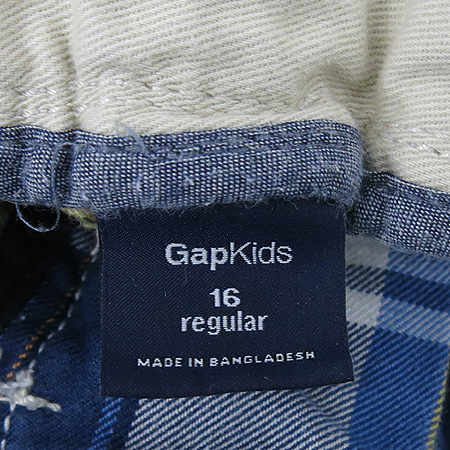 GapKids
16
regular
MADE IN BANGLADESH